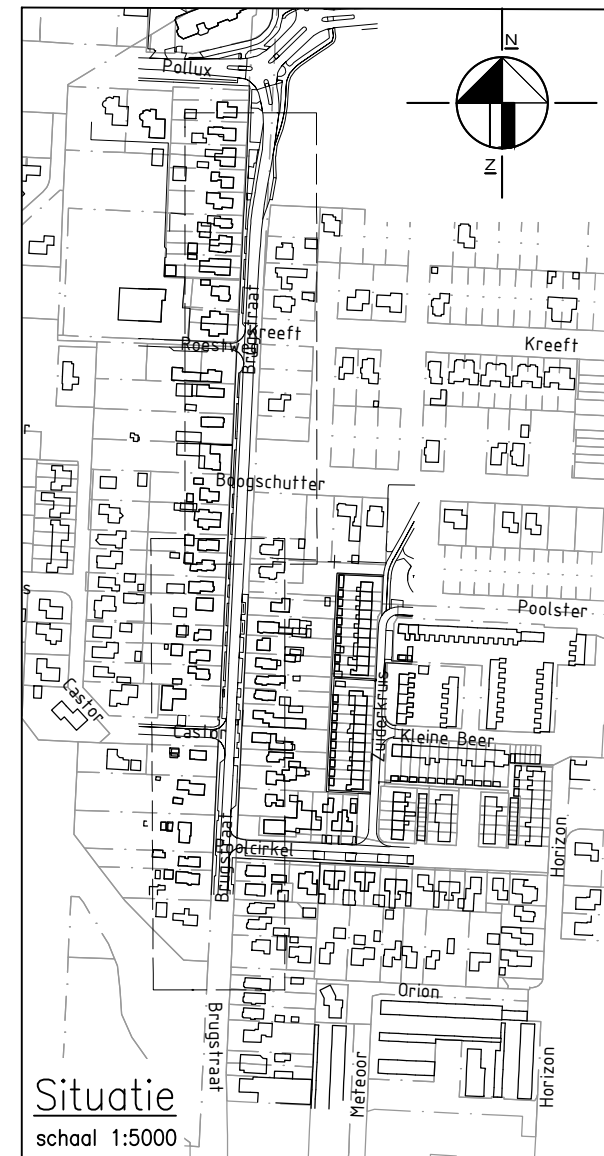 N
Pollux
Z
Brugstraat
Kreeft
Kreeft
Boogschutter
Poolster
Castor
Castor
Zuiderkruis
Kleine Beer
Horizon
Brugstraat
Poolcirkel
Orion
Brugstraat
Meteoor
Horizon
Situatie
schaal 1:5000